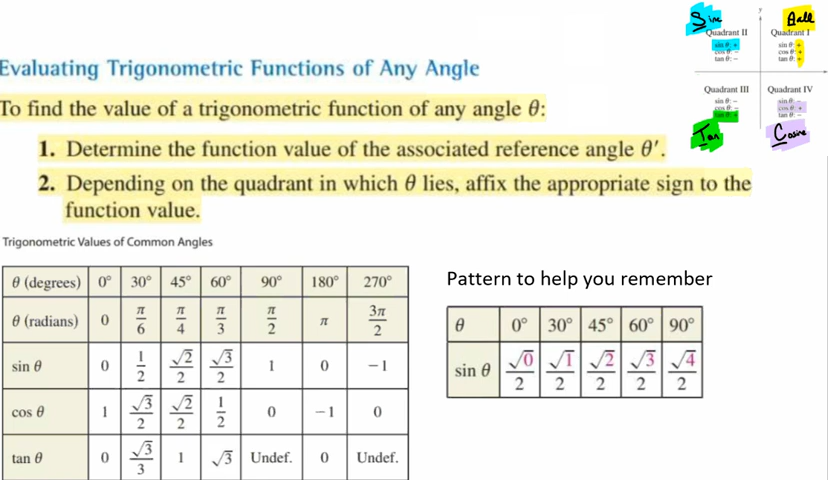 Sine
All
Quadrant II
Quadrant I
sin θ: +
cos θ: −
tan θ: −
sin θ: +
cos θ: +
tan θ: +
Evaluating Trigonometric Functions of Any Angle
Quadrant III
Quadrant IV
sin θ: −
cos θ: −
tan θ: +
sin θ: −
cos θ: +
tan θ: −
Tan
Cosine
To find the value of a trigonometric function of any angle θ:
1. Determine the function value of the associated reference angle θ′.
2. Depending on the quadrant in which θ lies, affix the appropriate sign to the
function value.
Trigonometric Values of Common Angles
θ (degrees) 0° 30° 45° 60° 90° 180° 270°
θ (radians) 0 π/6 π/4 π/3 π/2 π 3π/2
sin θ 0 1/2 √2/2 √3/2 1 0 −1
cos θ 1 √3/2 √2/2 1/2 0 −1 0
tan θ 0 √3/3 1 √3 Undef. 0 Undef.
Pattern to help you remember
θ 0° 30° 45° 60° 90°
sin θ √0/2 √1/2 √2/2 √3/2 √4/2
y